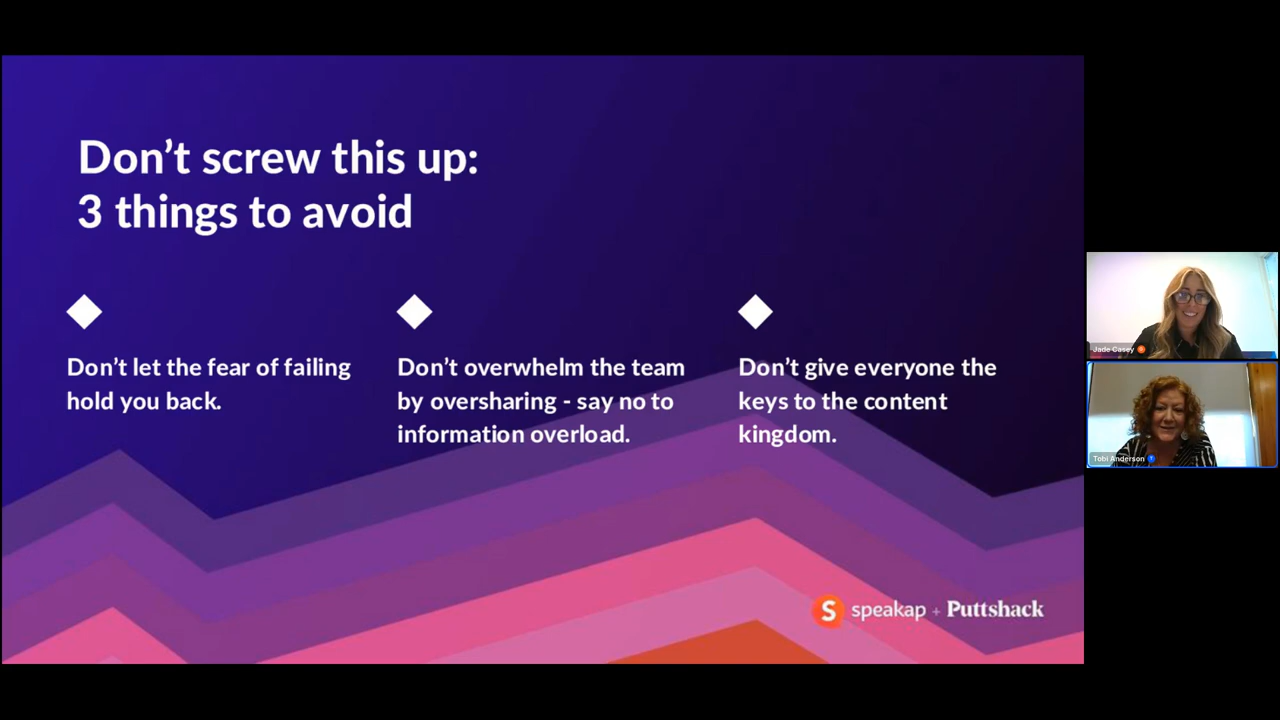 Don’t screw this up:
3 things to avoid
Don’t let the fear of failing
hold you back.
Don’t overwhelm the team
by oversharing - say no to
information overload.
Don’t give everyone the
keys to the content
kingdom.
S speakap + Puttshack
Jade Casey
Tobi Anderson